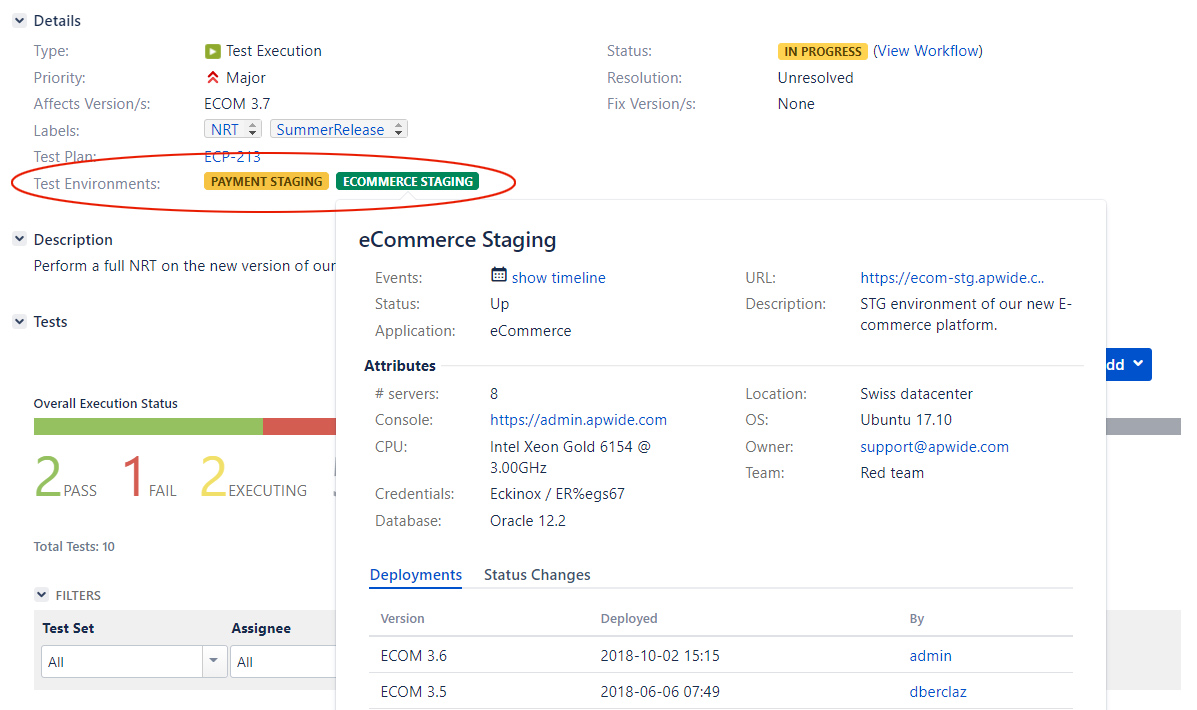 Details
Type: Test Execution Status: IN PROGRESS (View Workflow)
Priority: Major Resolution: Unresolved
Affects Version/s: ECOM 3.7 Fix Version/s: None
Labels: NRT SummerRelease
Test Plan: ECP-213
Test Environments: PAYMENT STAGING ECOMMERCE STAGING
Description
Perform a full NRT on the new version of our
Tests
Overall Execution Status
2 PASS 1 FAIL 2 EXECUTING
Total Tests: 10
FILTERS
Test Set Assignee
All All
eCommerce Staging
Events: show timeline URL: https://ecom-stg.apwide.c..
Status: Up Description: STG environment of our new E-
commerce platform.
Application: eCommerce
Attributes
# servers: 8 Location: Swiss datacenter
Console: https://admin.apwide.com OS: Ubuntu 17.10
CPU: Intel Xeon Gold 6154 @ Owner: support@apwide.com
3.00GHz Team: Red team
Credentials: Eckinox / ER%egs67
Database: Oracle 12.2
Deployments Status Changes
Version Deployed By
ECOM 3.6 2018-10-02 15:15 admin
ECOM 3.5 2018-06-06 07:49 dberclaz